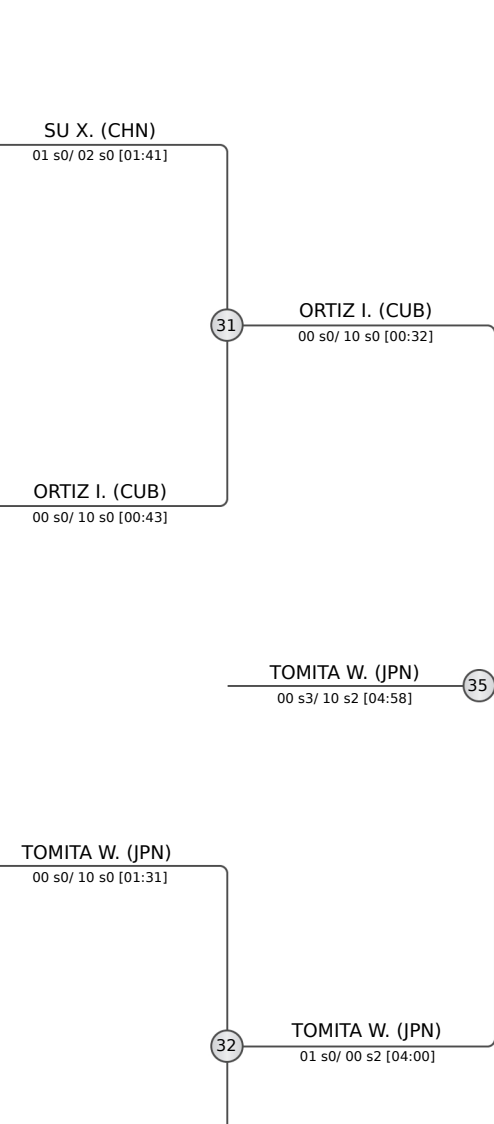 SU X. (CHN)
01 s0/ 02 s0 [01:41]
31
ORTIZ I. (CUB)
00 s0/ 10 s0 [00:32]
ORTIZ I. (CUB)
00 s0/ 10 s0 [00:43]
TOMITA W. (JPN)
00 s3/ 10 s2 [04:58]
35
TOMITA W. (JPN)
00 s0/ 10 s0 [01:31]
32
TOMITA W. (JPN)
01 s0/ 00 s2 [04:00]